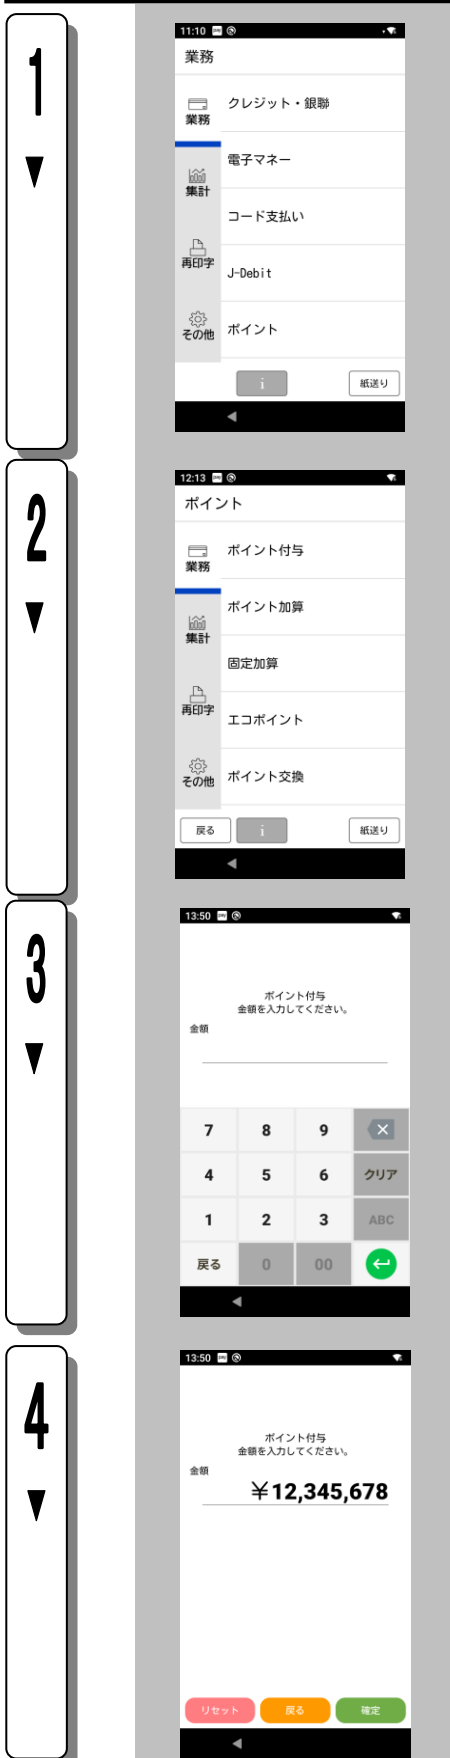 1
▼
11:10
業務
業務
クレジット・銀聯
電子マネー
集計
コード支払い
再印字
J-Debit
その他
ポイント
i
紙送り
2
▼
12:13
ポイント
業務
ポイント付与
ポイント加算
集計
固定加算
再印字
エコポイント
その他
ポイント交換
戻る
i
紙送り
3
▼
13:50
ポイント付与
金額を入力してください。
金額
7 8 9
4 5 6 クリア
1 2 3 ABC
戻る 0 00
4
▼
13:50
ポイント付与
金額を入力してください。
金額
￥12,345,678
リセット 戻る 確定